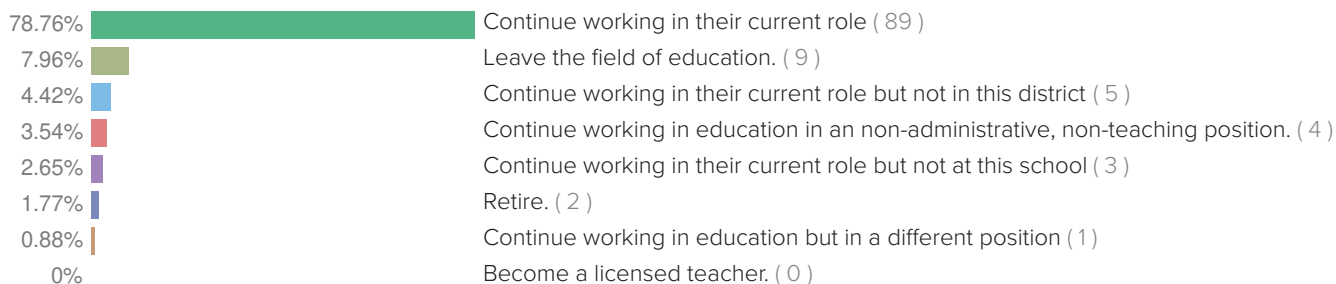 78.76% Continue working in their current role ( 89 )
7.96% Leave the field of education. ( 9 )
4.42% Continue working in their current role but not in this district ( 5 )
3.54% Continue working in education in an non-administrative, non-teaching position. ( 4 )
2.65% Continue working in their current role but not at this school ( 3 )
1.77% Retire. ( 2 )
0.88% Continue working in education but in a different position ( 1 )
0% Become a licensed teacher. ( 0 )